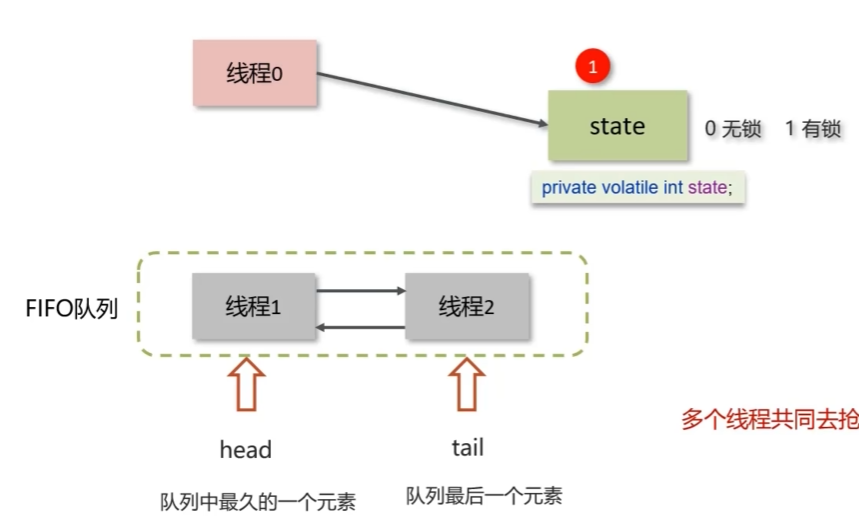 线程0
1
state
0 无锁 1 有锁
private volatile int state;
FIFO队列
线程1
线程2
多个线程共同去抢
head
tail
队列中最久的一个元素
队列最后一个元素